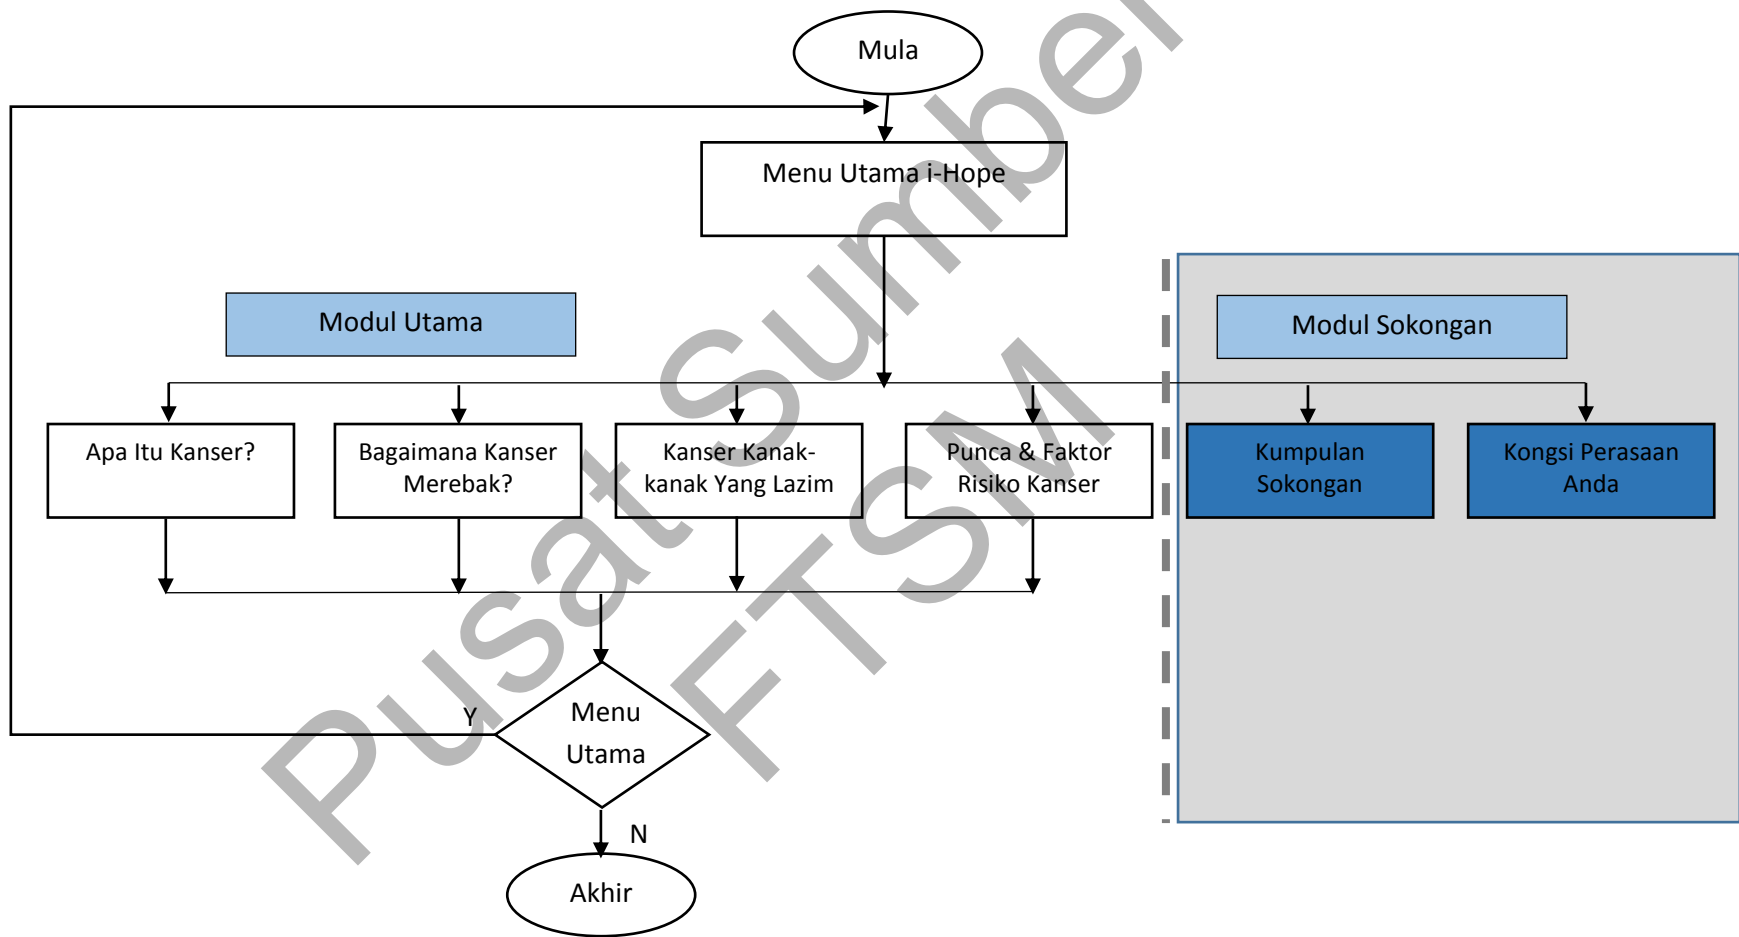 Mula
Menu Utama i-Hope
Modul Utama
Modul Sokongan
Apa Itu Kanser?
Bagaimana Kanser
Merebak?
Kanser Kanak-
kanak Yang Lazim
Punca & Faktor
Risiko Kanser
Kumpulan
Sokongan
Kongsi Perasaan
Anda
Y
Menu
Utama
N
Akhir
Pusat Sumber
FTSM